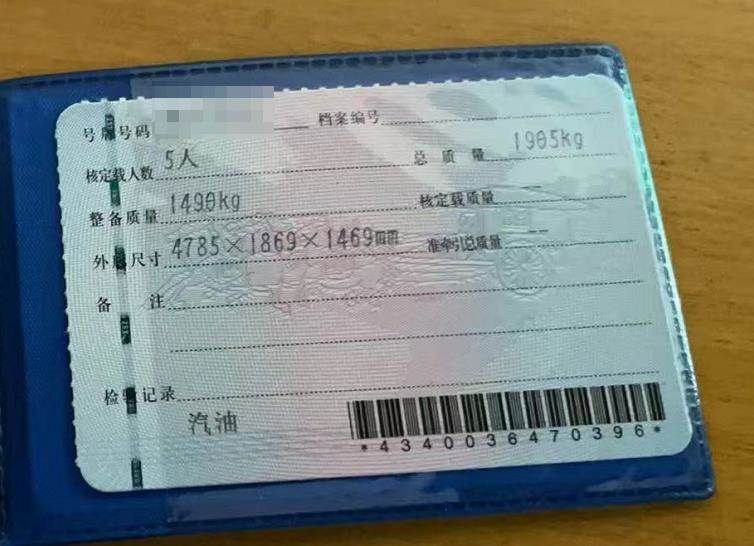 号牌号码 档案编号
核定载人数 5人 总质量 1905kg
整备质量 1490kg 核定载质量 --
外廓尺寸 4785×1869×1469mm 准牵引总质量 --
备注
检验记录
汽油
*4340036470396*